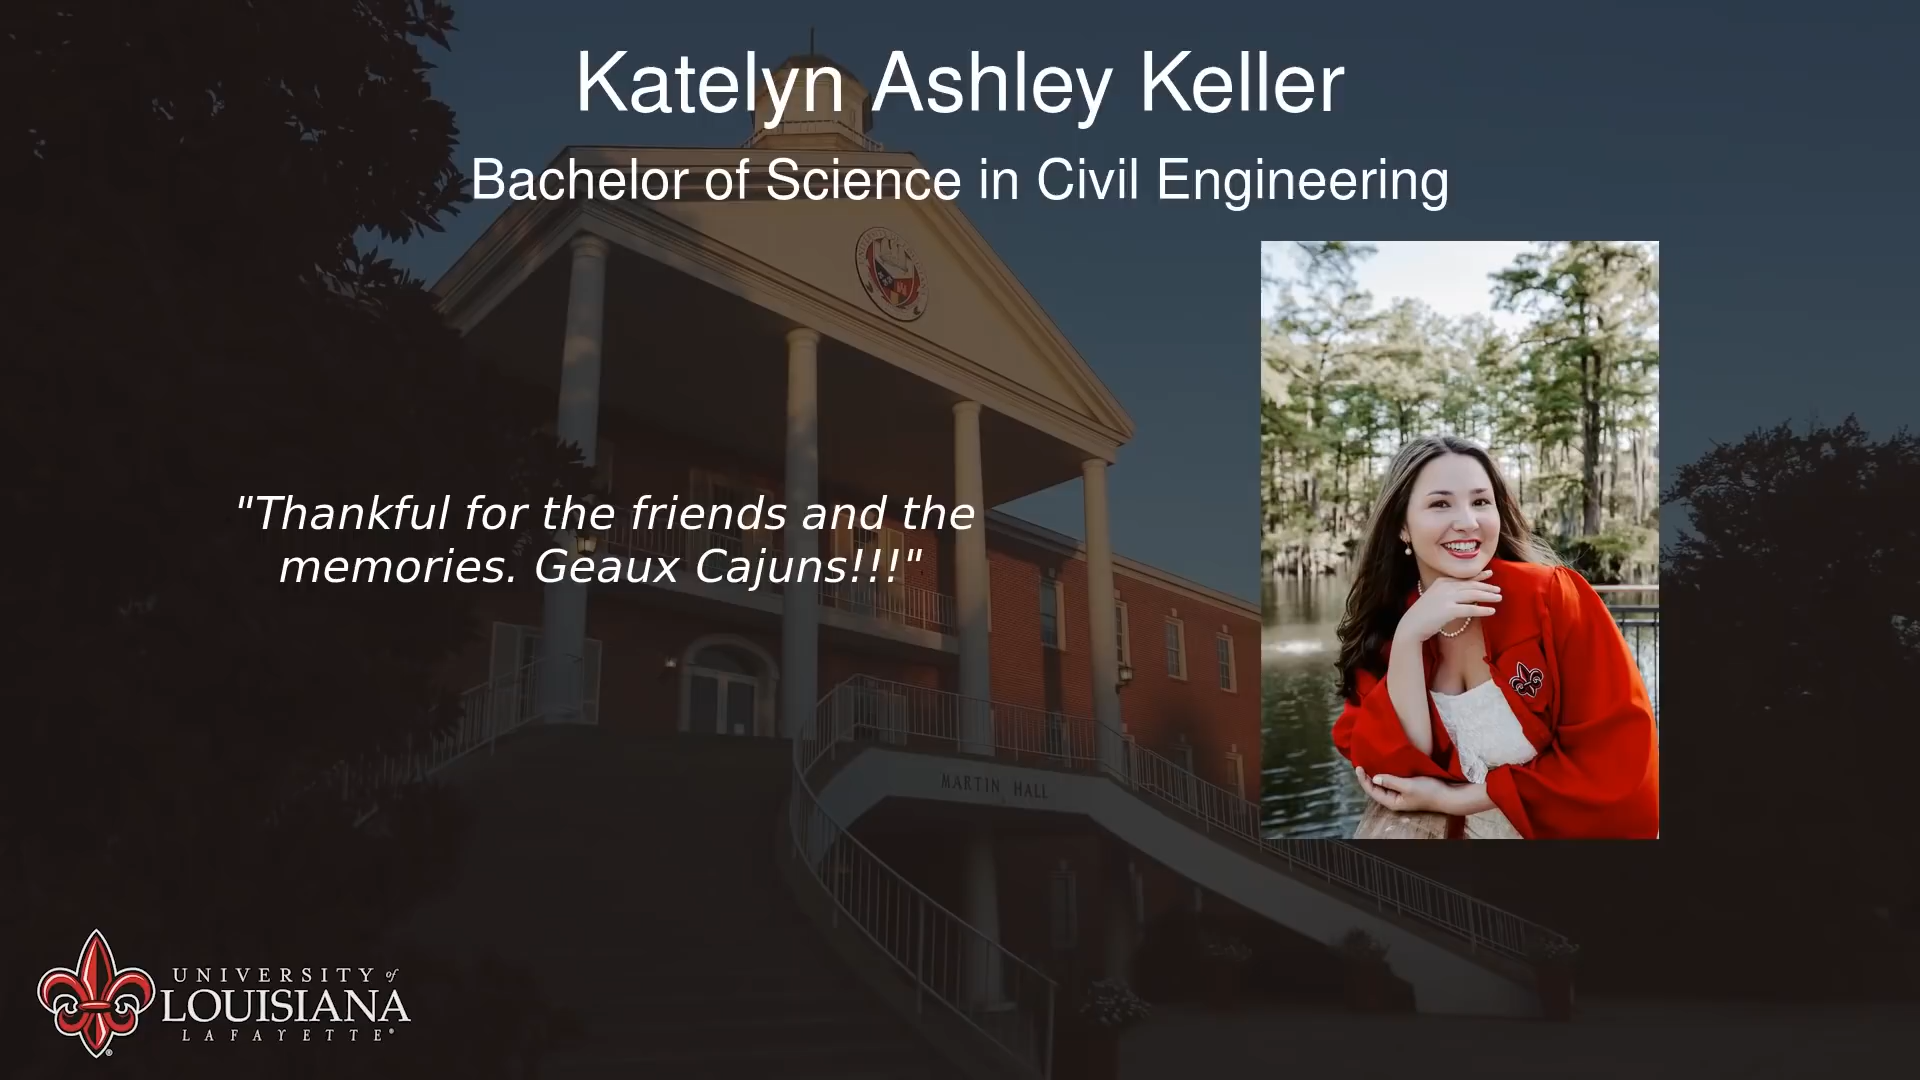 Katelyn Ashley Keller
Bachelor of Science in Civil Engineering
"Thankful for the friends and the
memories. Geaux Cajuns!!!"
MARTIN HALL
UNIVERSITY of
LOUISIANA
LAFAYETTE®